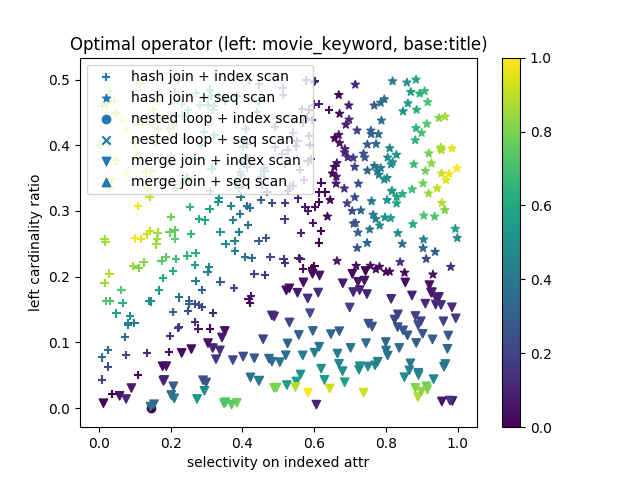 Optimal operator (left: movie_keyword, base:title)
hash join + index scan
hash join + seq scan
nested loop + index scan
nested loop + seq scan
merge join + index scan
merge join + seq scan
left cardinality ratio
0.5
0.4
0.3
0.2
0.1
0.0
0.0 0.2 0.4 0.6 0.8 1.0
selectivity on indexed attr
1.0
0.8
0.6
0.4
0.2
0.0